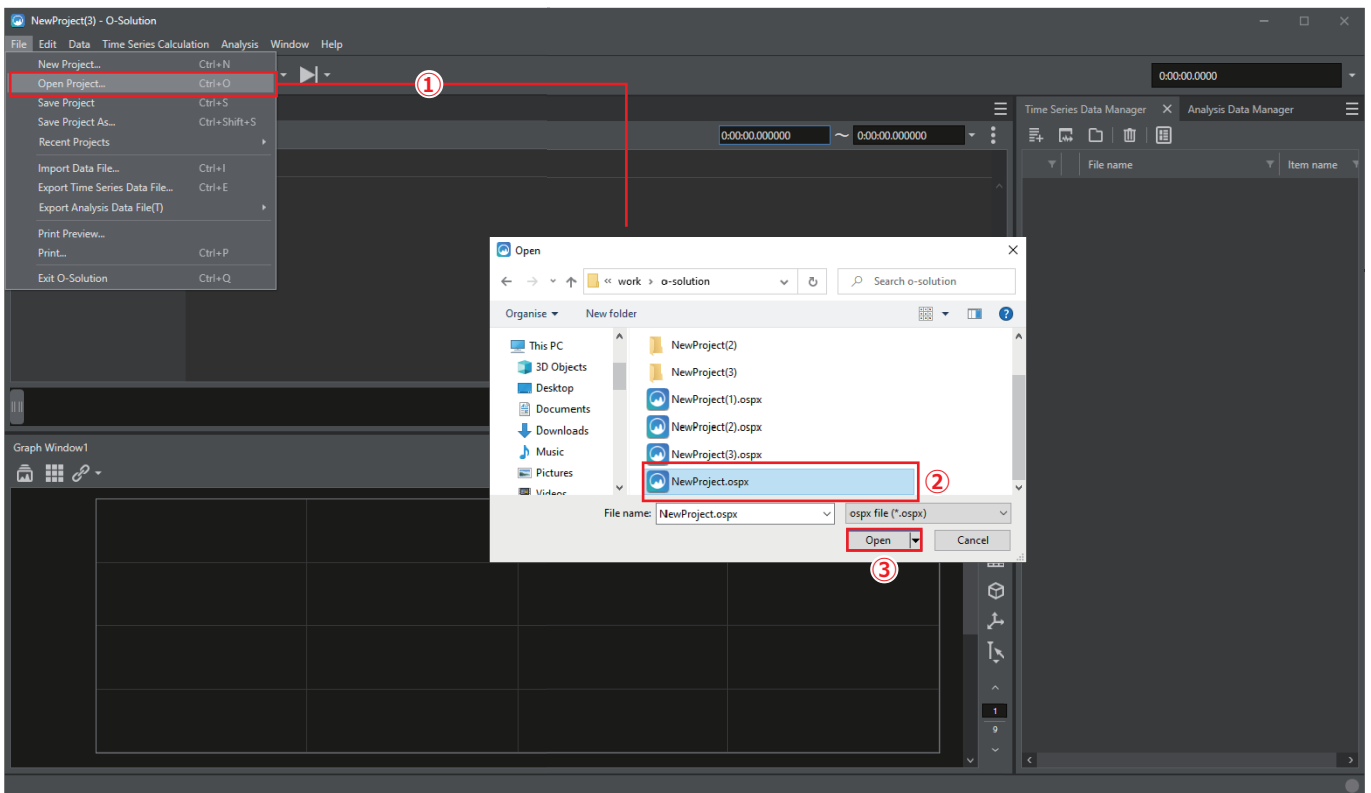 NewProject(3) - O-Solution
File Edit Data Time Series Calculation Analysis Window Help
New Project... Ctrl+N
Open Project... Ctrl+O
Save Project Ctrl+S
Save Project As... Ctrl+Shift+S
Recent Projects
Import Data File... Ctrl+I
Export Time Series Data File... Ctrl+E
Export Analysis Data File(T)
Print Preview...
Print... Ctrl+P
Exit O-Solution Ctrl+Q
①
0:00:00.0000
0:00:00.000000 ～ 0:00:00.000000
Time Series Data Manager Analysis Data Manager
File name Item name
Open
« work › o-solution
Search o-solution
Organise New folder
This PC
3D Objects
Desktop
Documents
Downloads
Music
Pictures
Videos
NewProject(2)
NewProject(3)
NewProject(1).ospx
NewProject(2).ospx
NewProject(3).ospx
NewProject.ospx
②
File name: NewProject.ospx ospx file (*.ospx)
Open Cancel
③
Graph Window1
1
9